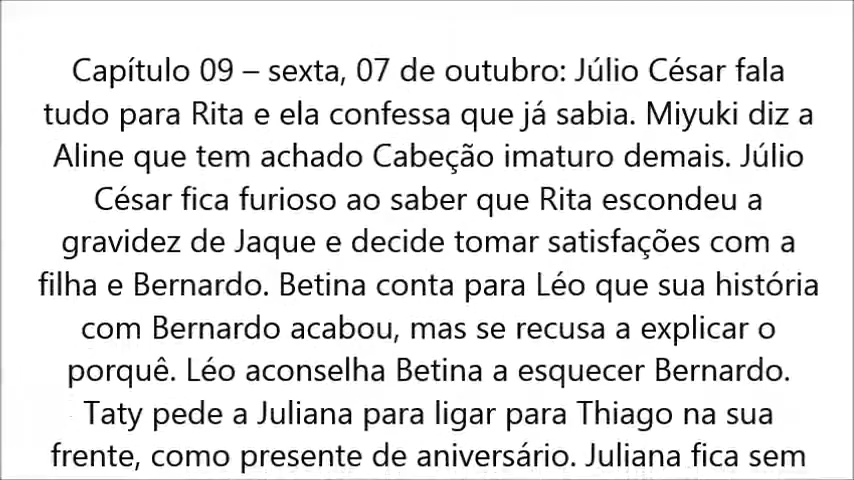 Capítulo 09 – sexta, 07 de outubro: Júlio César fala
tudo para Rita e ela confessa que já sabia. Miyuki diz a
Aline que tem achado Cabeção imaturo demais. Júlio
César fica furioso ao saber que Rita escondeu a
gravidez de Jaque e decide tomar satisfações com a
filha e Bernardo. Betina conta para Léo que sua história
com Bernardo acabou, mas se recusa a explicar o
porquê. Léo aconselha Betina a esquecer Bernardo.
Taty pede a Juliana para ligar para Thiago na sua
frente, como presente de aniversário. Juliana fica sem